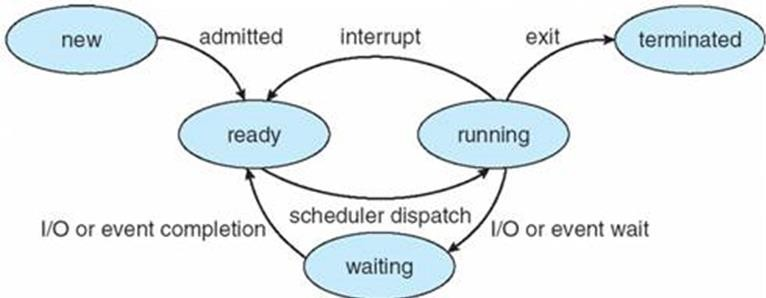 new
admitted
interrupt
exit
terminated
ready
running
scheduler dispatch
I/O or event completion
I/O or event wait
waiting